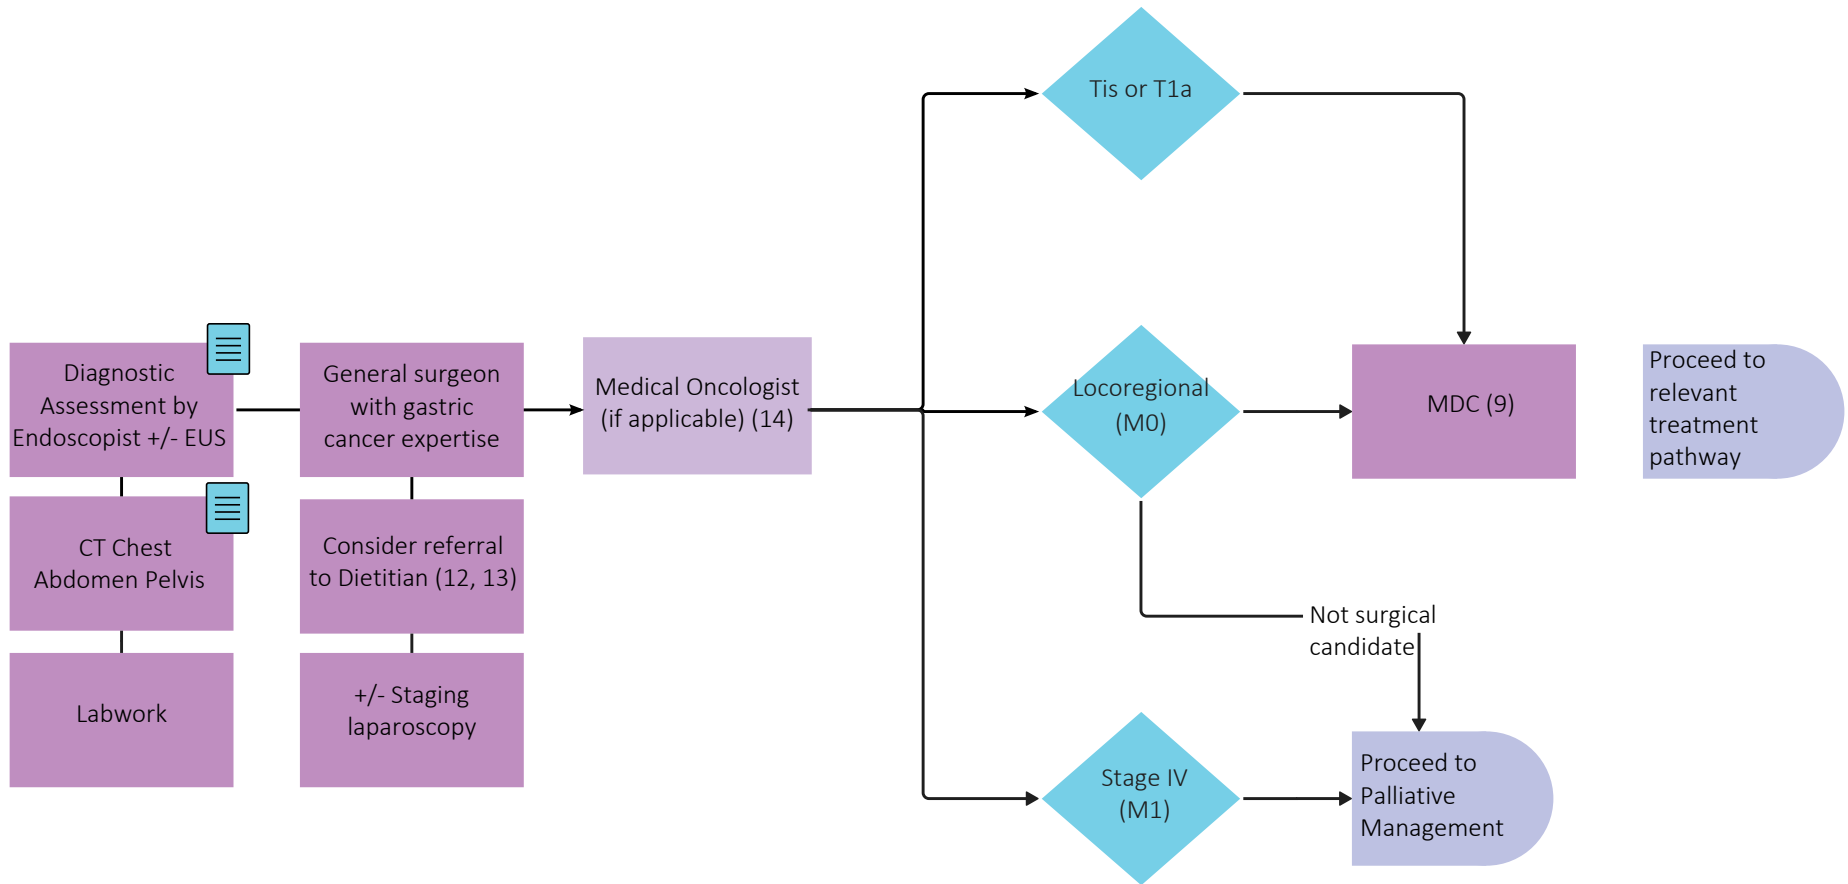 Diagnostic
Assessment by
Endoscopist +/- EUS
CT Chest
Abdomen Pelvis
Labwork
General surgeon
with gastric
cancer expertise
Consider referral
to Dietitian (12, 13)
+/- Staging
laparoscopy
Medical Oncologist
(if applicable) (14)
Tis or T1a
Locoregional
(M0)
Not surgical
candidate
Stage IV
(M1)
MDC (9)
Proceed to
relevant
treatment
pathway
Proceed to
Palliative
Management